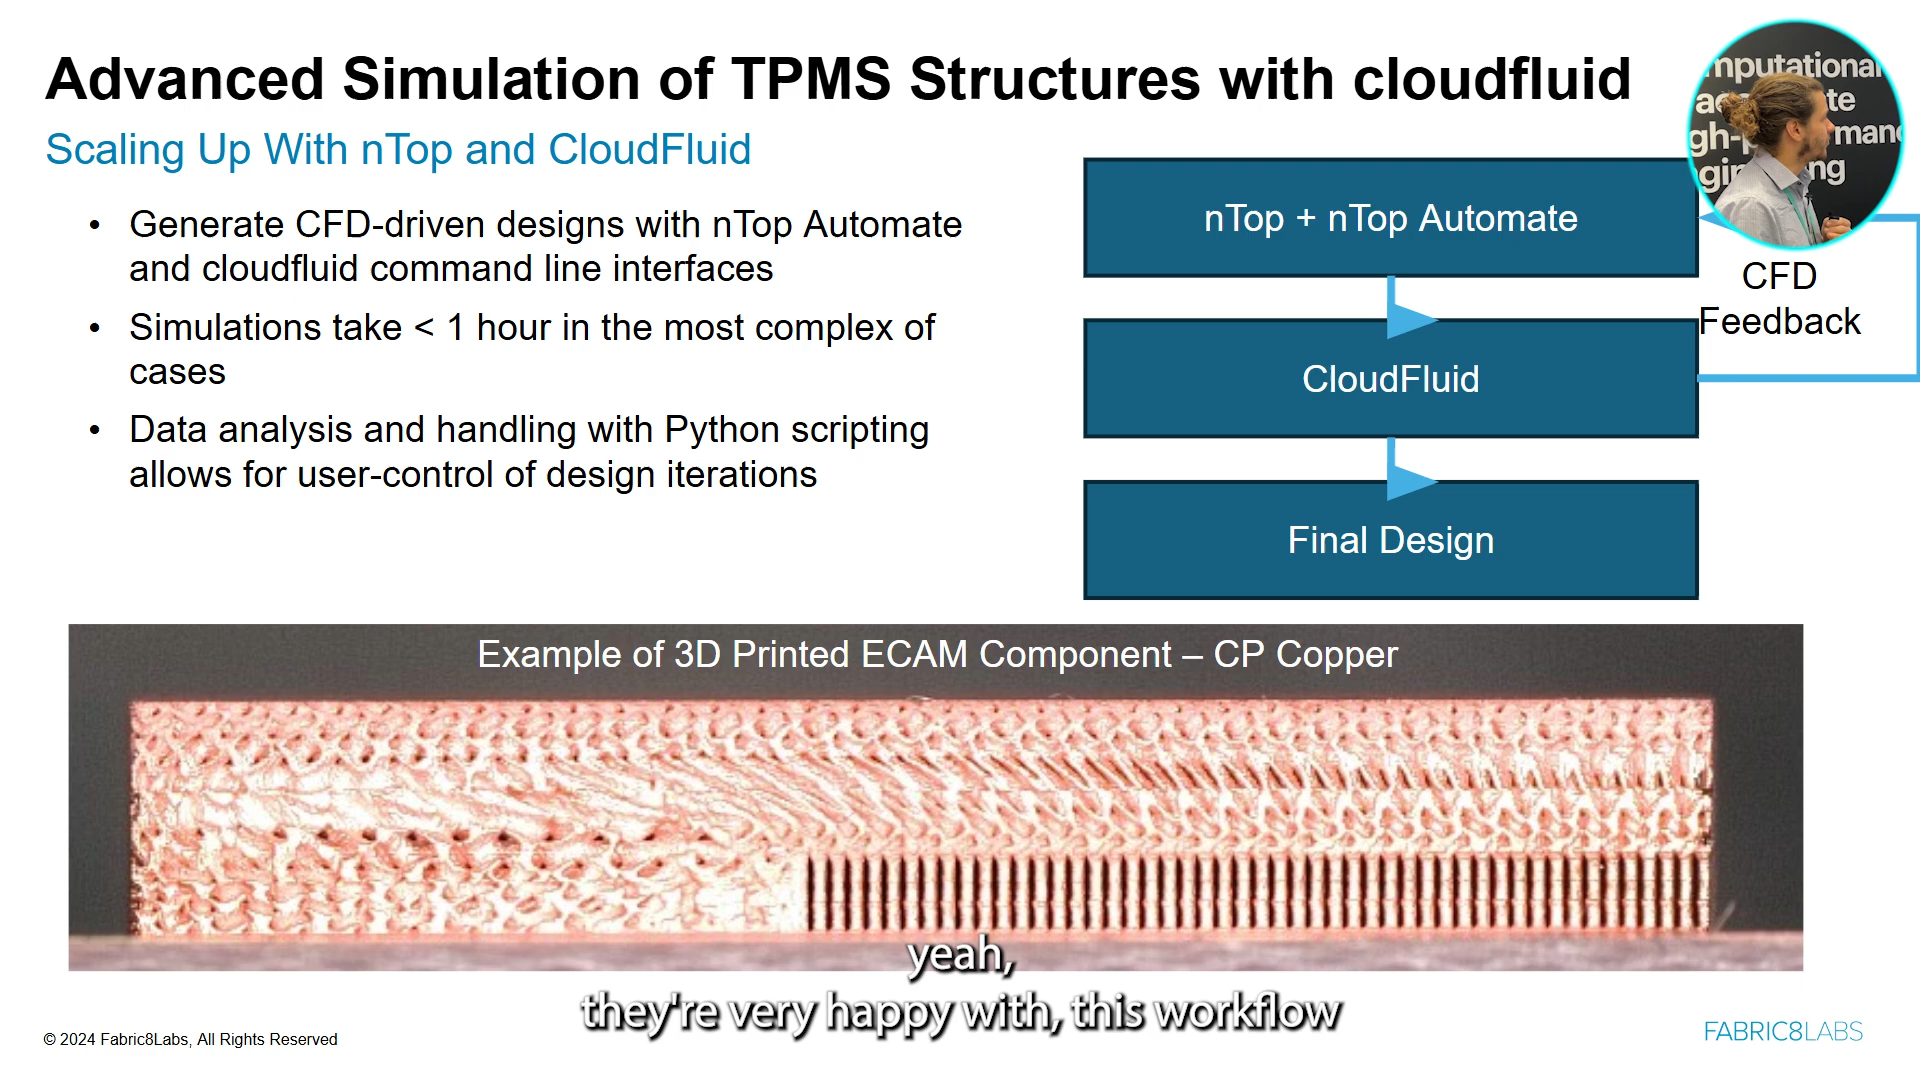 Advanced Simulation of TPMS Structures with cloudfluid
Scaling Up With nTop and CloudFluid
• Generate CFD-driven designs with nTop Automate
and cloudfluid command line interfaces
• Simulations take < 1 hour in the most complex of
cases
• Data analysis and handling with Python scripting
allows for user-control of design iterations
nTop + nTop Automate
CFD
Feedback
CloudFluid
Final Design
Example of 3D Printed ECAM Component – CP Copper
yeah,
they're very happy with, this workflow
© 2024 Fabric8Labs, All Rights Reserved
FABRIC8LABS